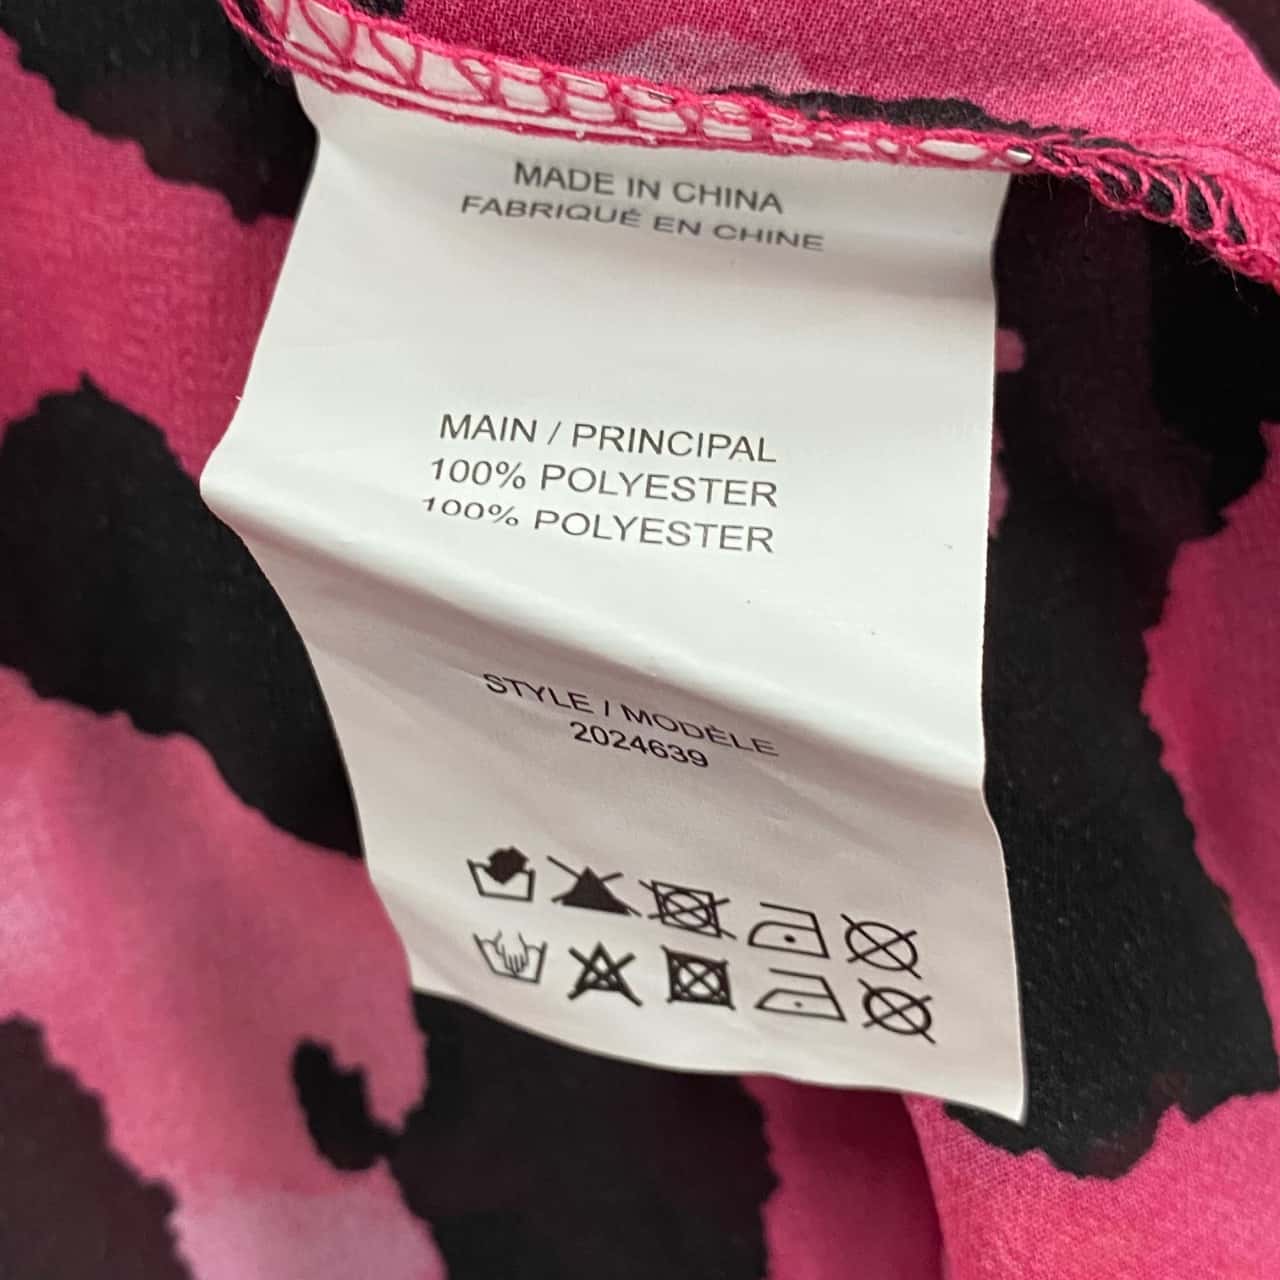 MADE IN CHINA
FABRIQUÉ EN CHINE
MAIN / PRINCIPAL
100% POLYESTER
100% POLYESTER
STYLE / MODÈLE
2024639